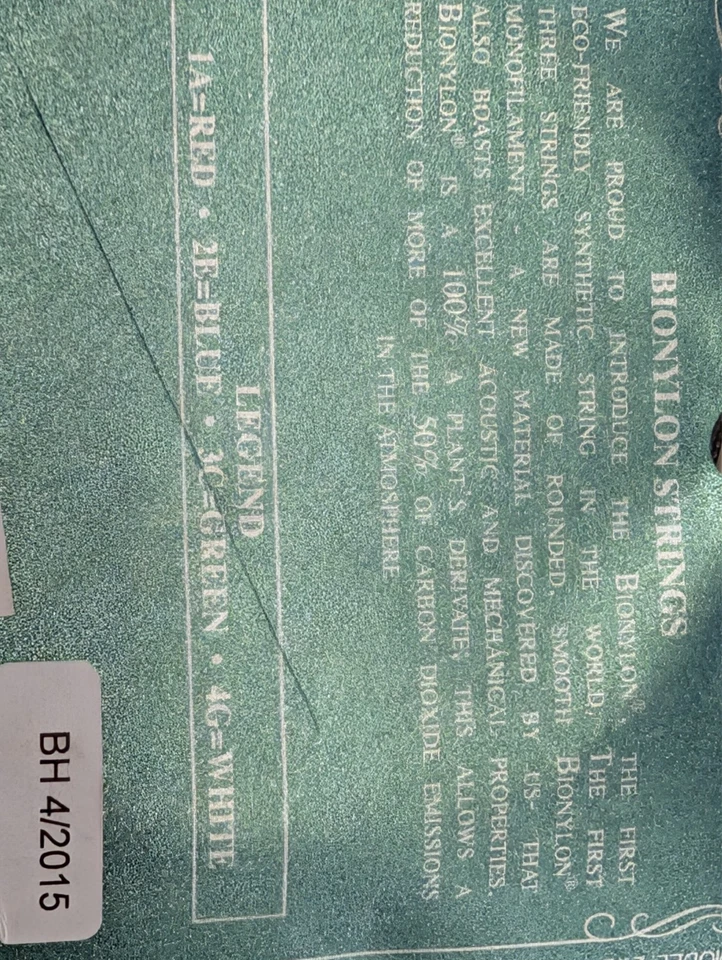 BIONYLON STRINGS
WE ARE PROUD TO INTRODUCE THE BIONYLON®, THE FIRST
ECO-FRIENDLY SYNTHETIC STRING IN THE WORLD, THE FIRST
THREE STRINGS ARE MADE OF ROUNDED, SMOOTH BIONYLON®
MONOFILAMENT - A NEW MATERIAL DISCOVERED BY US- THAT
ALSO BOASTS EXCELLENT ACOUSTIC AND MECHANICAL PROPERTIES.
BIONYLON® IS A 100% A PLANT'S DERIVATE, THIS ALLOWS A
REDUCTION OF MORE OF THE 50% OF CARBON DIOXIDE EMISSIONS
IN THE ATMOSPHERE
LEGEND
1A=RED • 2E=BLUE • 3C=GREEN • 4G=WHITE
BH 4/2015